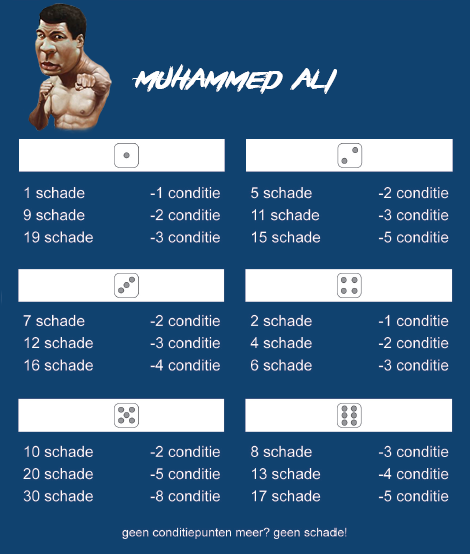 MUHAMMED ALI
1 schade -1 conditie
9 schade -2 conditie
19 schade -3 conditie
5 schade -2 conditie
11 schade -3 conditie
15 schade -5 conditie
7 schade -2 conditie
12 schade -3 conditie
16 schade -4 conditie
2 schade -1 conditie
4 schade -2 conditie
6 schade -3 conditie
10 schade -2 conditie
20 schade -5 conditie
30 schade -8 conditie
8 schade -3 conditie
13 schade -4 conditie
17 schade -5 conditie
geen conditiepunten meer? geen schade!